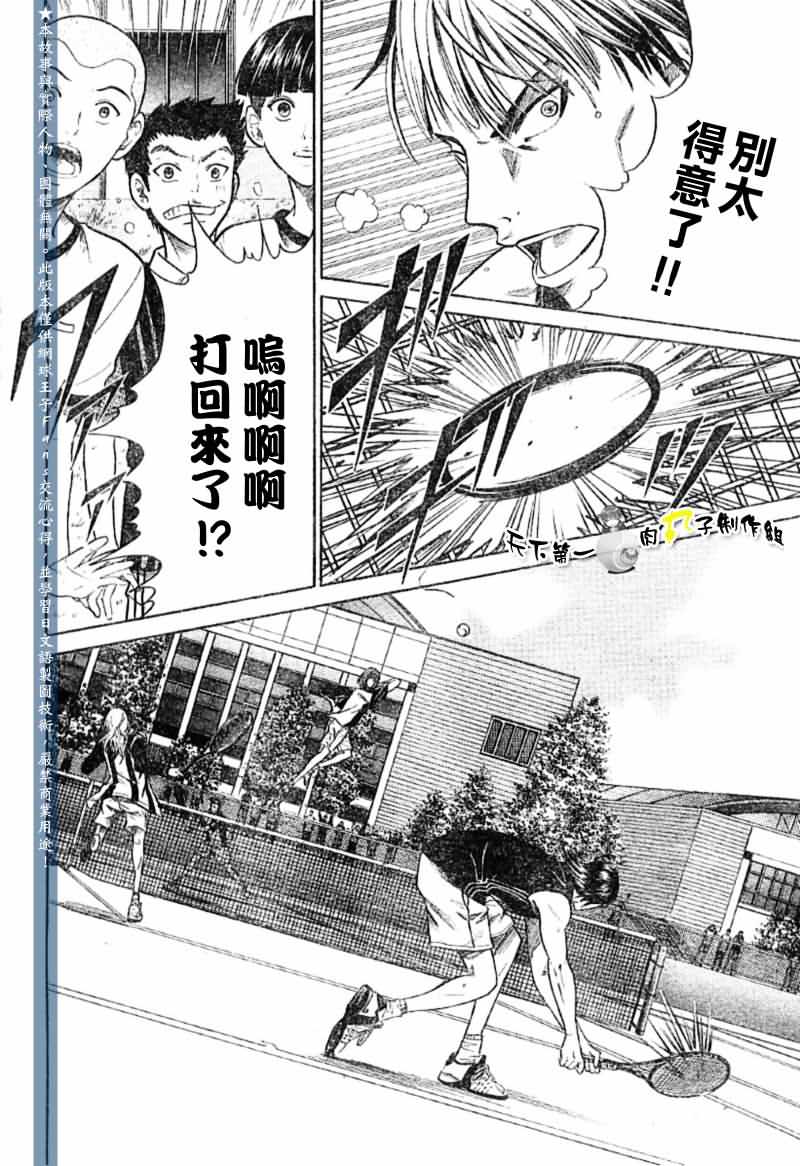 別太
得意了!!
嗚啊啊啊
打回來了!?
天下第一
肉丸子制作組
★本故事與實際人物、團體無關。此版本僅供網球王子Fans交流心得，並學習日文語製圖技術，嚴禁商業用途！